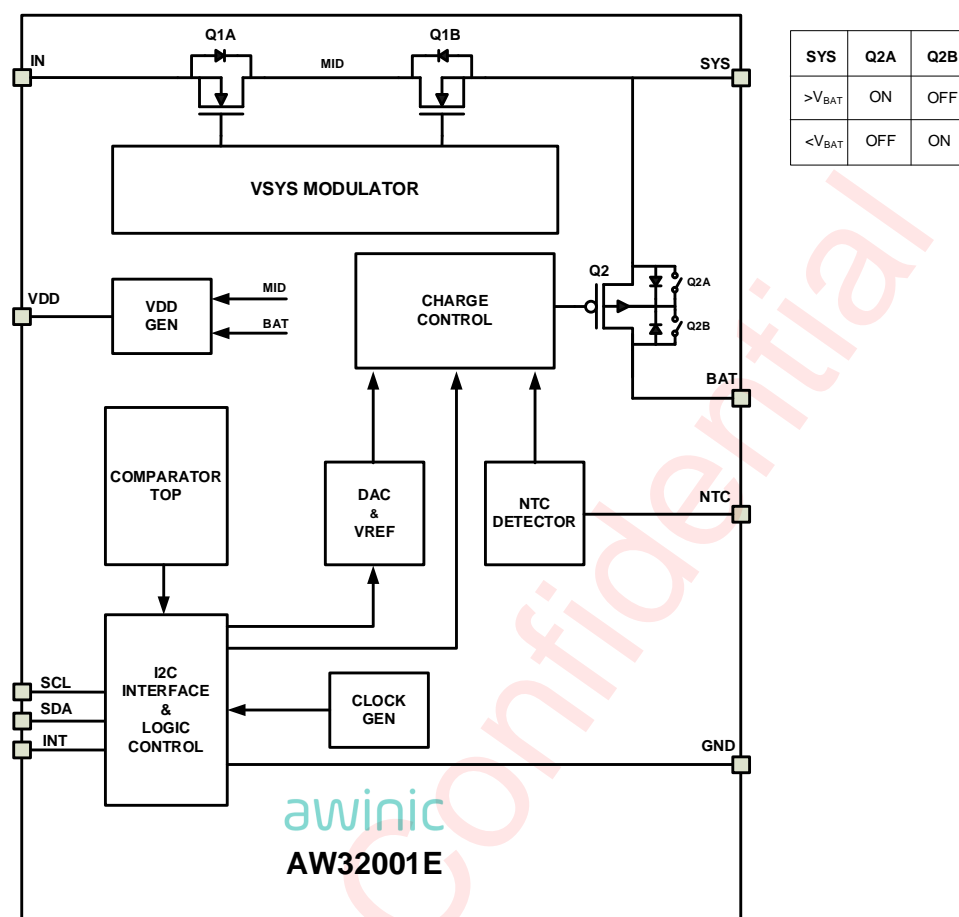 Q1A
Q1B
IN
MID
SYS
VSYS MODULATOR
SYS Q2A Q2B
>VBAT ON OFF
<VBAT OFF ON
VDD
VDD
GEN
MID
BAT
CHARGE
CONTROL
Q2
Q2A
Q2B
BAT
COMPARATOR
TOP
DAC
&
VREF
NTC
DETECTOR
NTC
I2C
INTERFACE
&
LOGIC
CONTROL
SCL
SDA
INT
CLOCK
GEN
GND
awinic
AW32001E
Confidential